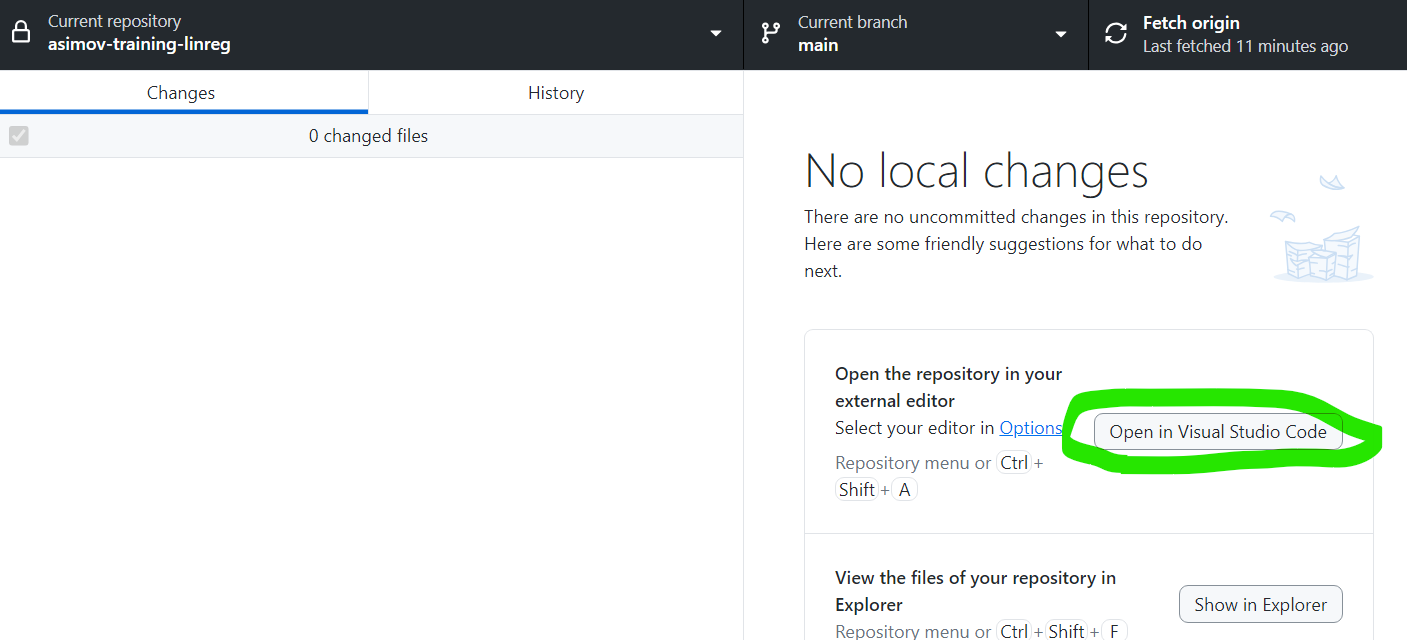 Current repository
asimov-training-linreg
Current branch
main
Fetch origin
Last fetched 11 minutes ago
Changes
History
0 changed files
No local changes
There are no uncommitted changes in this repository.
Here are some friendly suggestions for what to do
next.
Open the repository in your
external editor
Select your editor in Options
Repository menu or Ctrl +
Shift + A
Open in Visual Studio Code
View the files of your repository in
Explorer
Repository menu or Ctrl + Shift + F
Show in Explorer